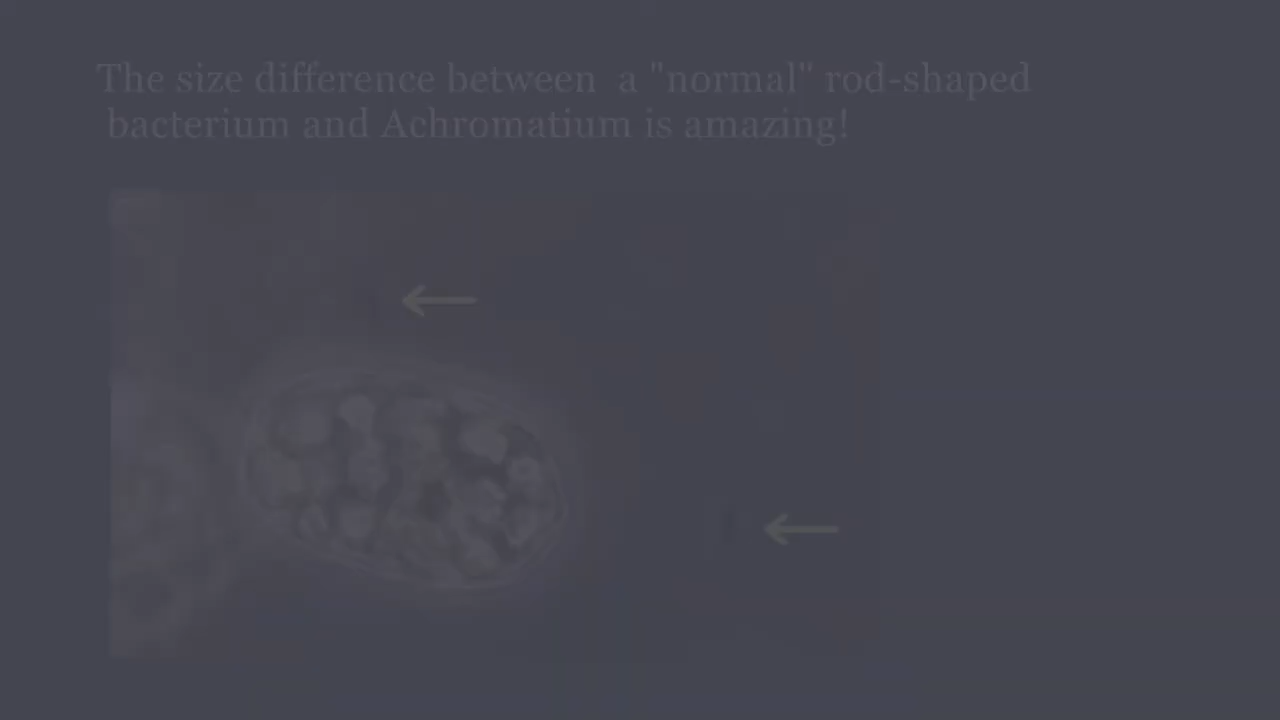 The size difference between a "normal" rod-shaped
bacterium and Achromatium is amazing!